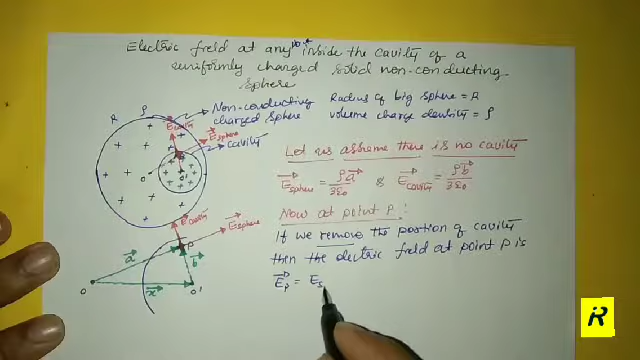 Electric field at any point inside the cavity of a
uniformly charged solid non-conducting
sphere
R ρ Non-conducting charged sphere
Radius of big sphere = R
volume charge density = ρ
E cavity
E sphere
cavity
O O'
Let us assume there is no cavity
E sphere = ρa/3ε0 & E cavity = ρb/3ε0
Now at point P :
If we remove the portion of cavity
then the electric field at point P is
E P = E s
E cavity
E sphere
P
a
b
x
O O'
R